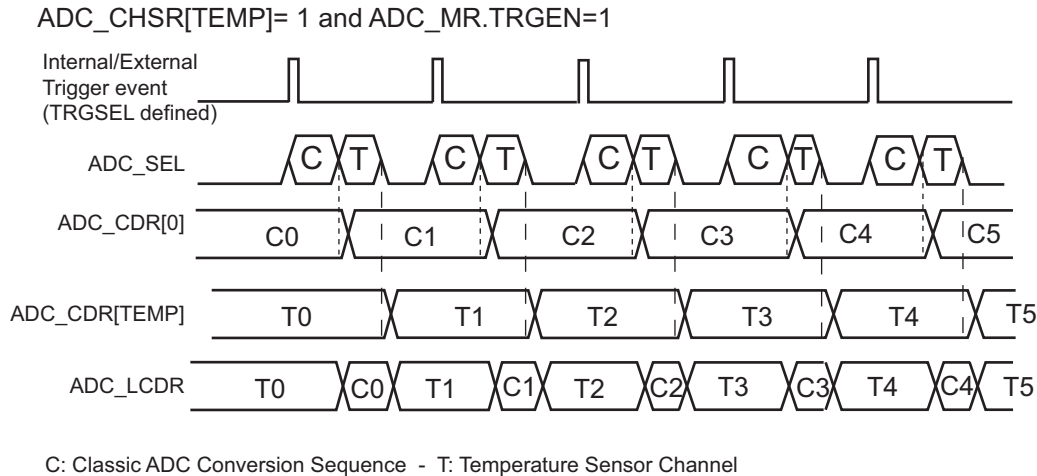 ADC_CHSR[TEMP]= 1 and ADC_MR.TRGEN=1
Internal/External
Trigger event
(TRGSEL defined)
ADC_SEL C T C T C T C T C T
ADC_CDR[0] C0 C1 C2 C3 C4 C5
ADC_CDR[TEMP] T0 T1 T2 T3 T4 T5
ADC_LCDR T0 C0 T1 C1 T2 C2 T3 C3 T4 C4 T5
C: Classic ADC Conversion Sequence - T: Temperature Sensor Channel